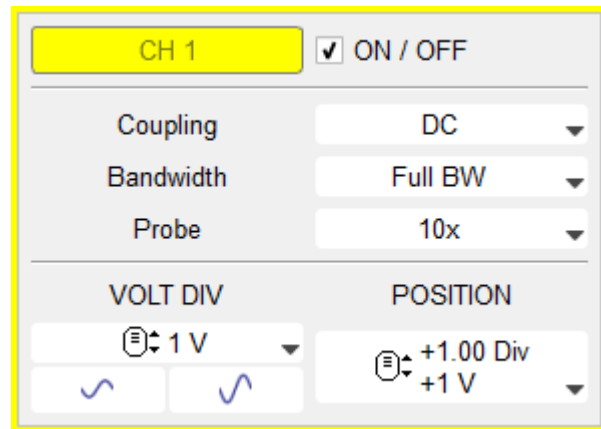 CH 1 ON / OFF
Coupling DC
Bandwidth Full BW
Probe 10x
VOLT DIV POSITION
1 V +1.00 Div
+1 V